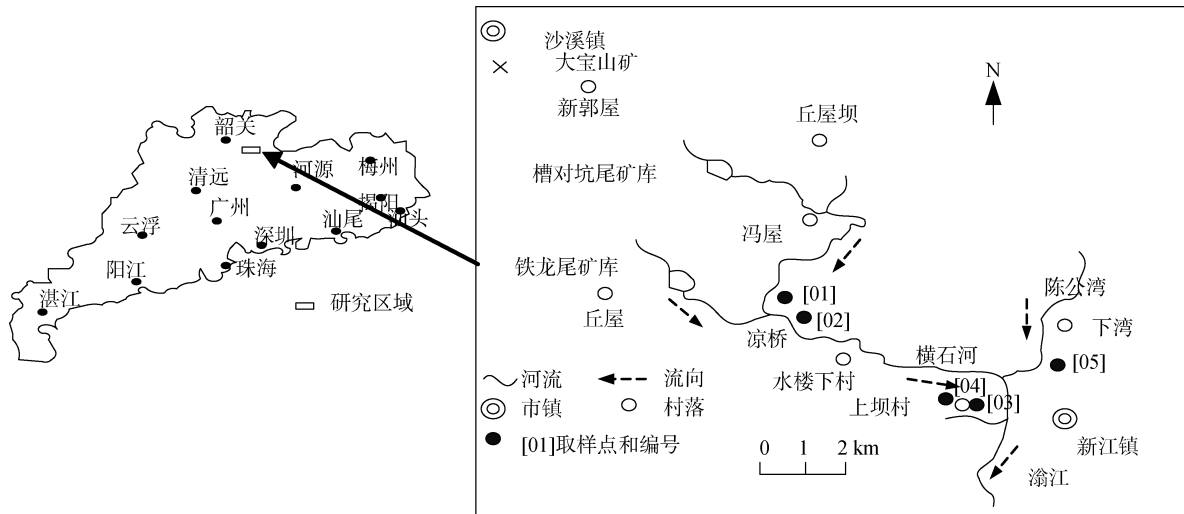 韶关
清远
河源
梅州
广州
揭阳
汕头
云浮
深圳
汕尾
阳江
珠海
湛江
研究区域
沙溪镇
大宝山矿
新郭屋
N
丘屋坝
槽对坑尾矿库
冯屋
铁龙尾矿库
丘屋
[01]
[02]
凉桥
陈公湾
下湾
横石河
[05]
水楼下村
[04]
上坝村
[03]
新江镇
滃江
河流
流向
市镇
村落
[01]取样点和编号
0 1 2 km